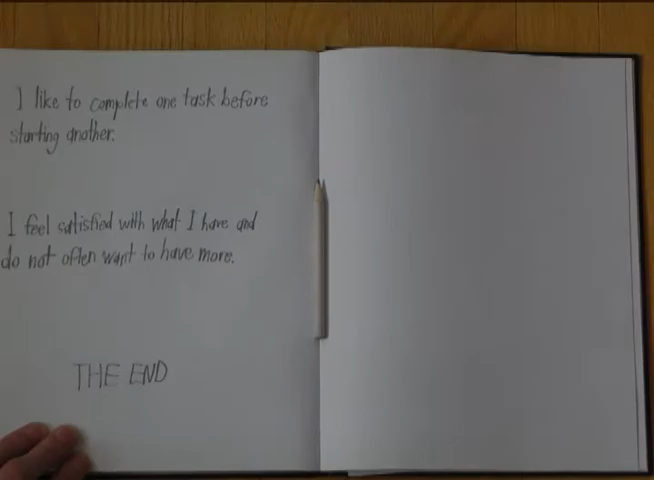 I like to complete one task before
starting another.
I feel satisfied with what I have and
do not often want to have more.
THE END